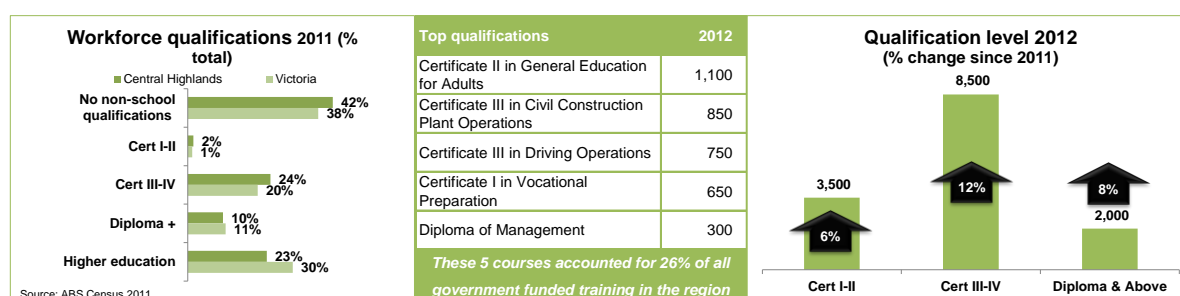 Workforce qualifications 2011 (%
total)
Central Highlands
Victoria
No non-school
qualifications
42%
38%
Cert I-II
2%
1%
Cert III-IV
24%
20%
Diploma +
10%
11%
Higher education
23%
30%
Source: ABS Census 2011
Top qualifications 2012
Certificate II in General Education
for Adults
1,100
Certificate III in Civil Construction
Plant Operations
850
Certificate III in Driving Operations 750
Certificate I in Vocational
Preparation
650
Diploma of Management 300
These 5 courses accounted for 26% of all
government funded training in the region
Qualification level 2012
(% change since 2011)
3,500
6%
Cert I-II
8,500
12%
Cert III-IV
8%
2,000
Diploma & Above